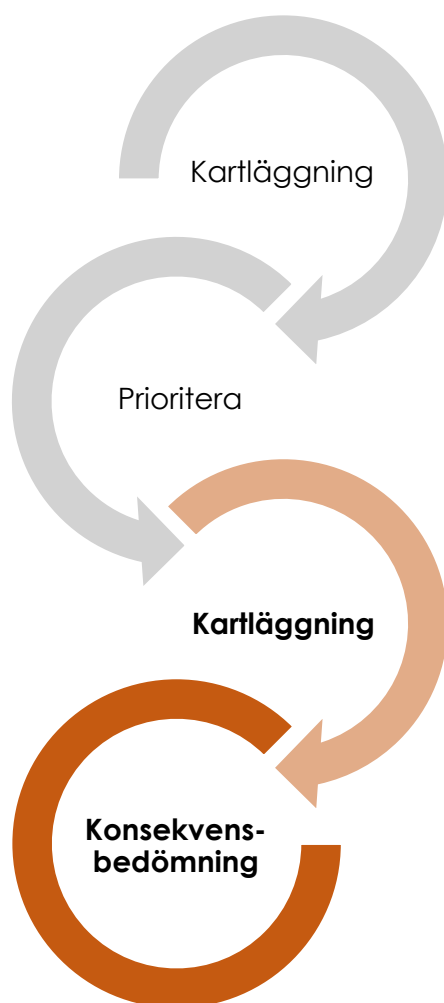 Kartläggning
Prioritera
Kartläggning
Konsekvens-
bedömning